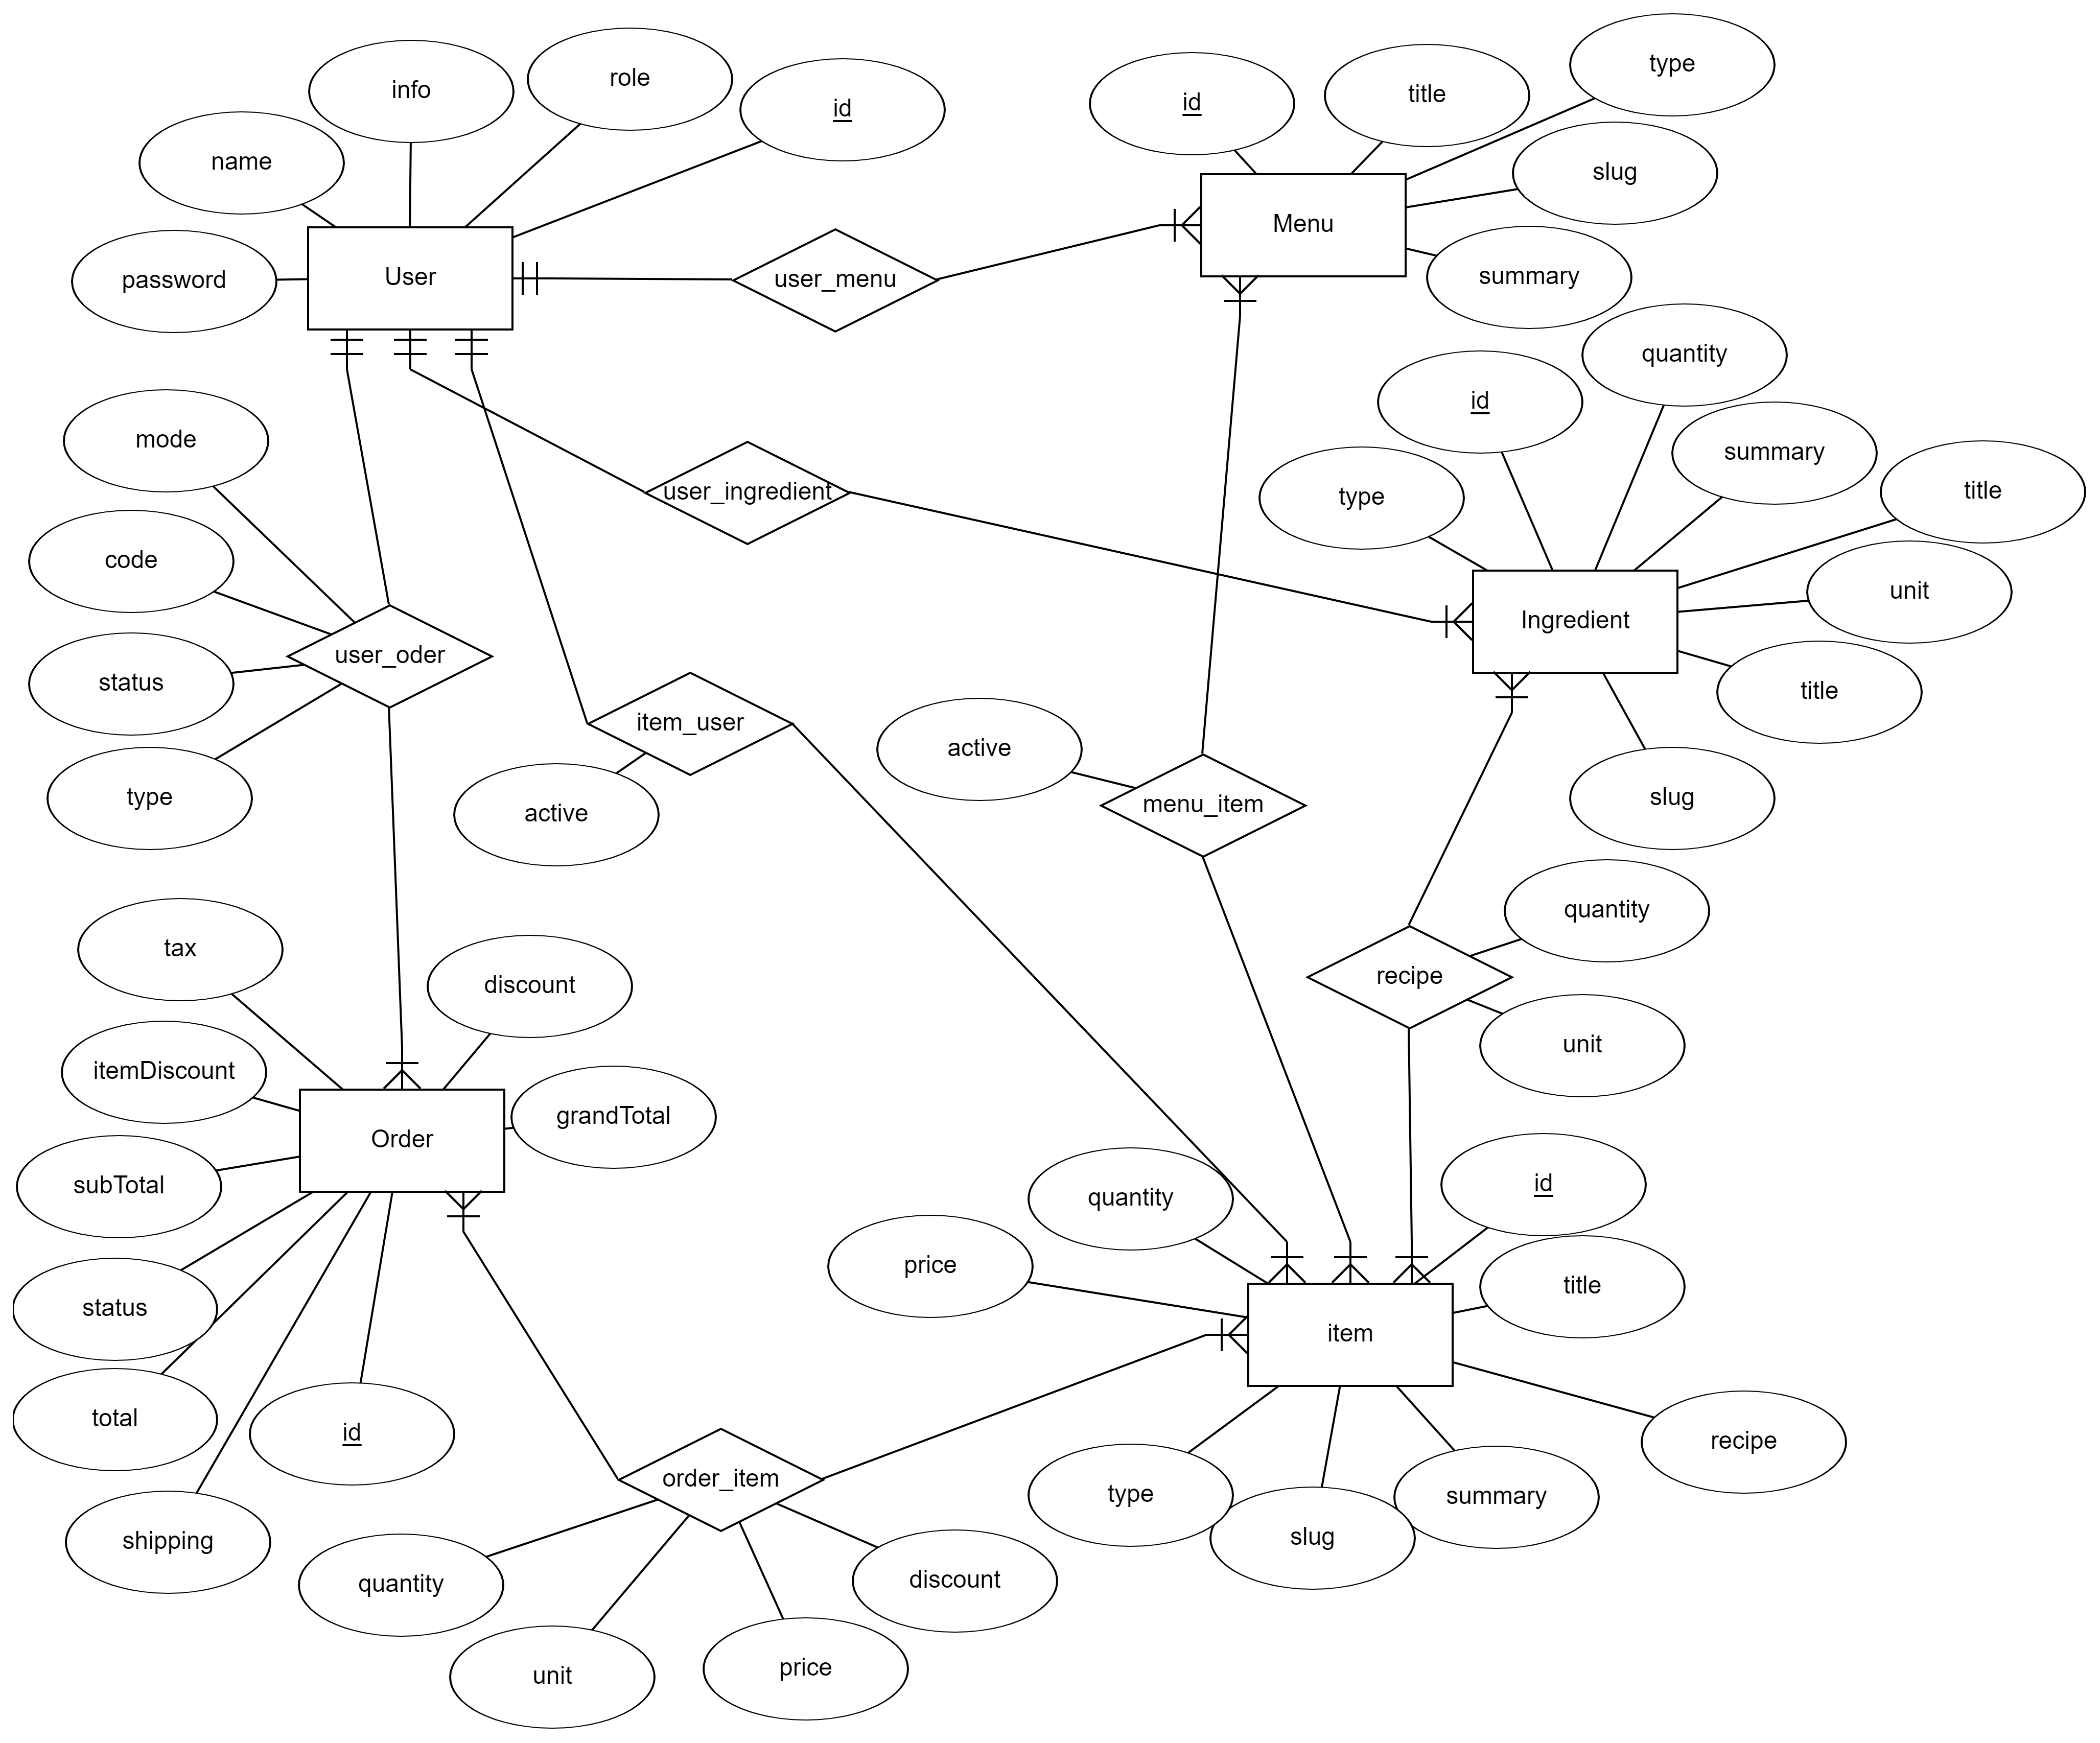 type
role
info
title
id
id
name
slug
Menu
User
summary
password
user_menu
quantity
id
mode
summary
title
user_ingredient
type
code
unit
Ingredient
user_oder
status
title
item_user
active
type
slug
menu_item
active
quantity
tax
recipe
discount
unit
itemDiscount
grandTotal
Order
subTotal
id
quantity
price
title
status
item
total
id
recipe
order_item
type
summary
slug
shipping
discount
quantity
price
unit